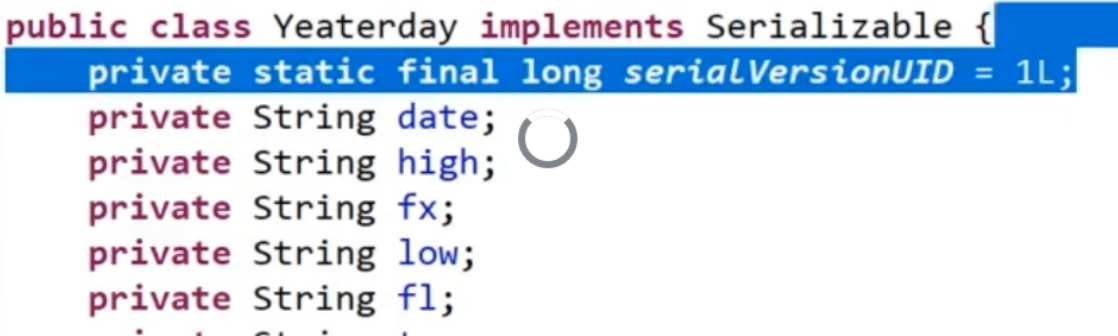 public class Yeaterday implements Serializable {
private static final long serialVersionUID = 1L;
private String date;
private String high;
private String fx;
private String low;
private String fl;